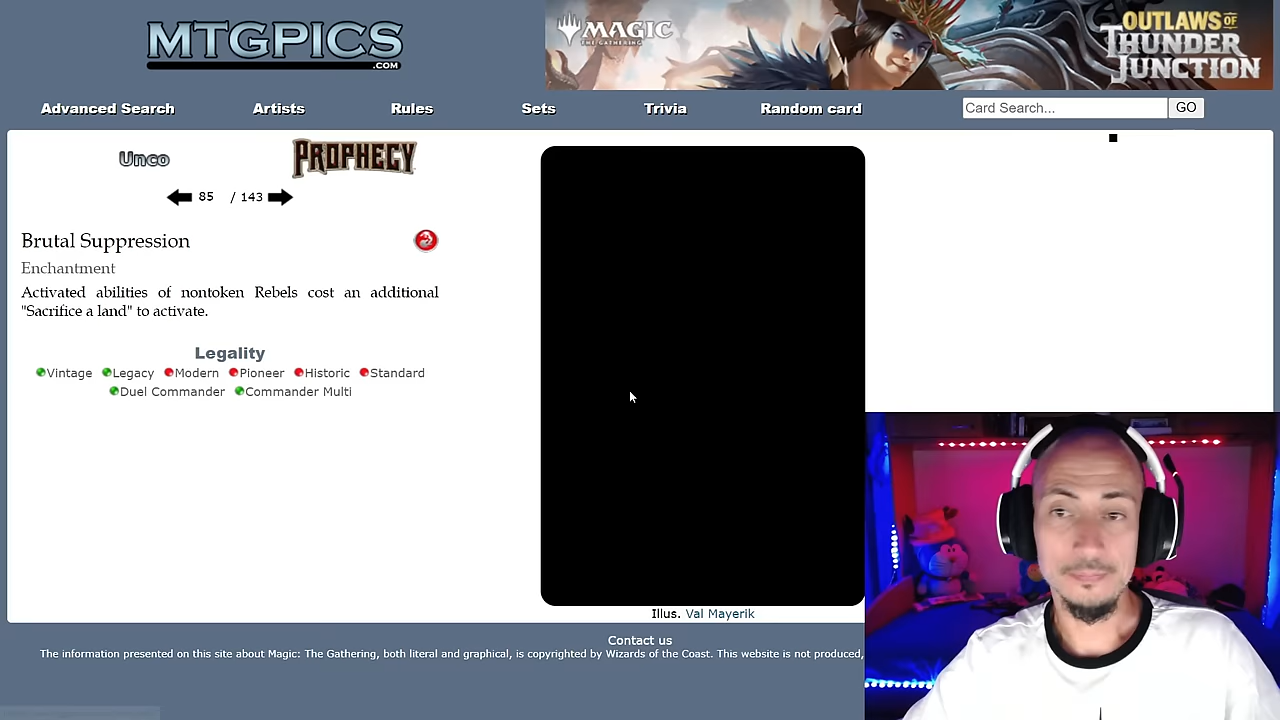 MTGPICS
.COM
MAGIC
THE GATHERING
OUTLAWS OF
THUNDER
JUNCTION
Advanced Search
Artists
Rules
Sets
Trivia
Random card
Card Search...
GO
Unco
PROPHECY
85 / 143
Brutal Suppression
Enchantment
Activated abilities of nontoken Rebels cost an additional
"Sacrifice a land" to activate.
Legality
Vintage Legacy Modern Pioneer Historic Standard
Duel Commander Commander Multi
Illus. Val Mayerik
Contact us
The information presented on this site about Magic: The Gathering, both literal and graphical, is copyrighted by Wizards of the Coast. This website is not produced,